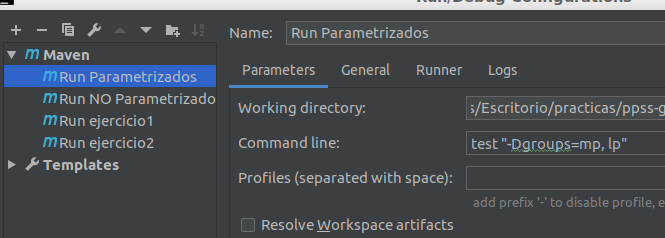 Run/Debug Configurations
Name: Run Parametrizados
Maven
Run Parametrizados
Run NO Parametrizado
Run ejercicio1
Run ejercicio2
Templates
Parameters General Runner Logs
Working directory: s/Escritorio/practicas/ppss-g
Command line: test "-Dgroups=mp, lp"
Profiles (separated with space):
add prefix '-' to disable profile, e
Resolve Workspace artifacts